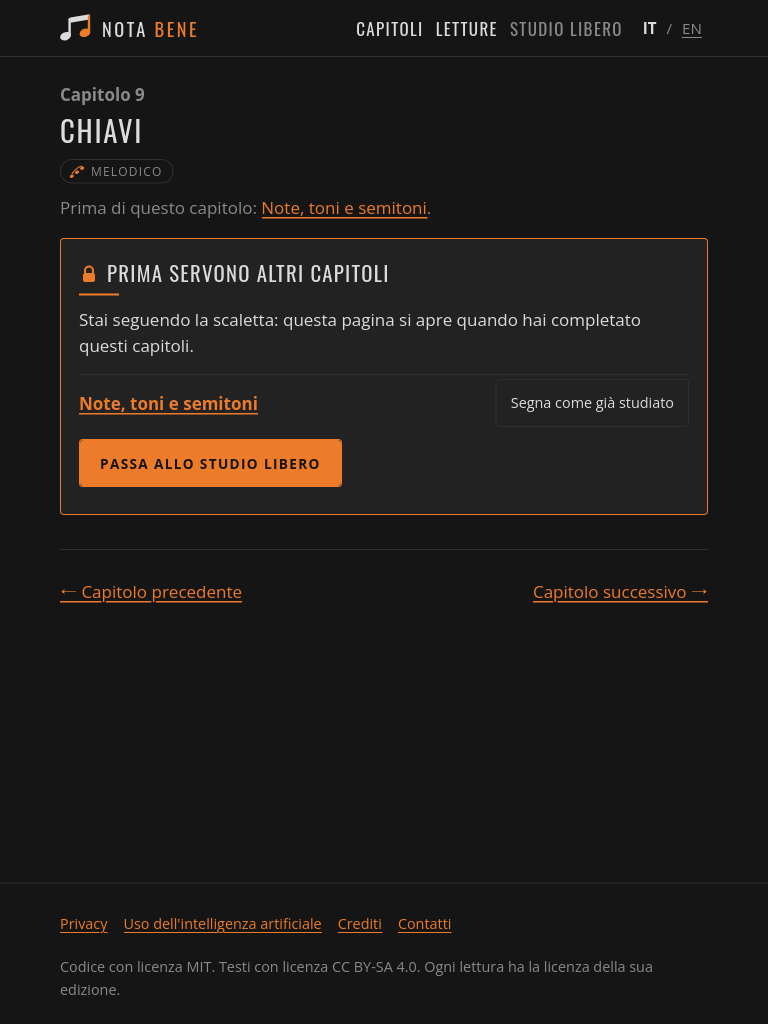 NOTA BENE
CAPITOLI LETTURE STUDIO LIBERO IT / EN
Capitolo 9
CHIAVI
MELODICO
Prima di questo capitolo: Note, toni e semitoni.
PRIMA SERVONO ALTRI CAPITOLI
Stai seguendo la scaletta: questa pagina si apre quando hai completato
questi capitoli.
Note, toni e semitoni
Segna come già studiato
PASSA ALLO STUDIO LIBERO
← Capitolo precedente
Capitolo successivo →
Privacy Uso dell'intelligenza artificiale Crediti Contatti
Codice con licenza MIT. Testi con licenza CC BY-SA 4.0. Ogni lettura ha la licenza della sua
edizione.